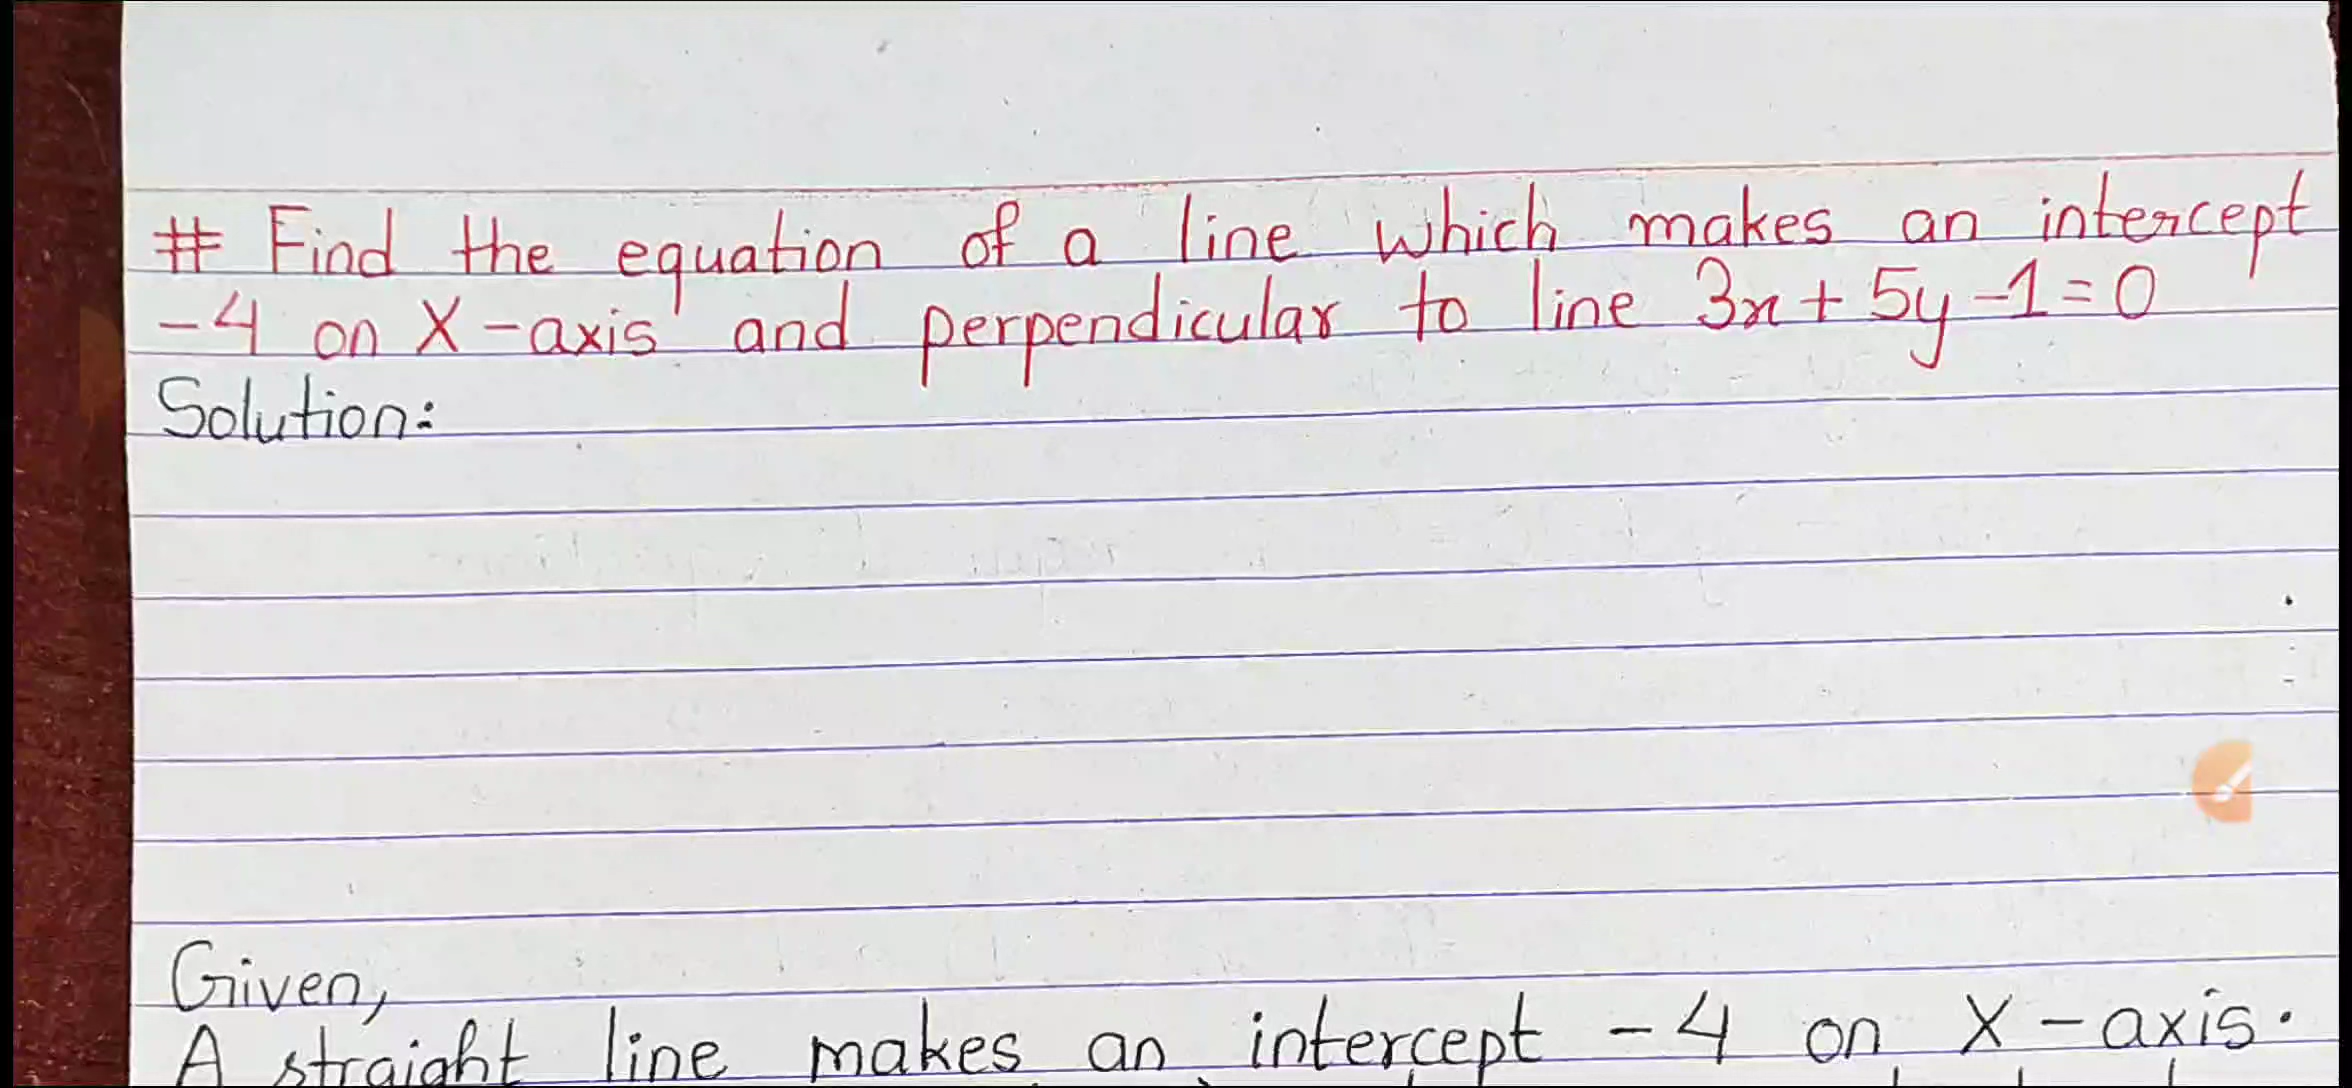 # Find the equation of a line which makes an intercept
-4 on X-axis and perpendicular to line 3x + 5y -1 = 0
Solution:
Given,
A straight line makes an intercept -4 on X-axis.